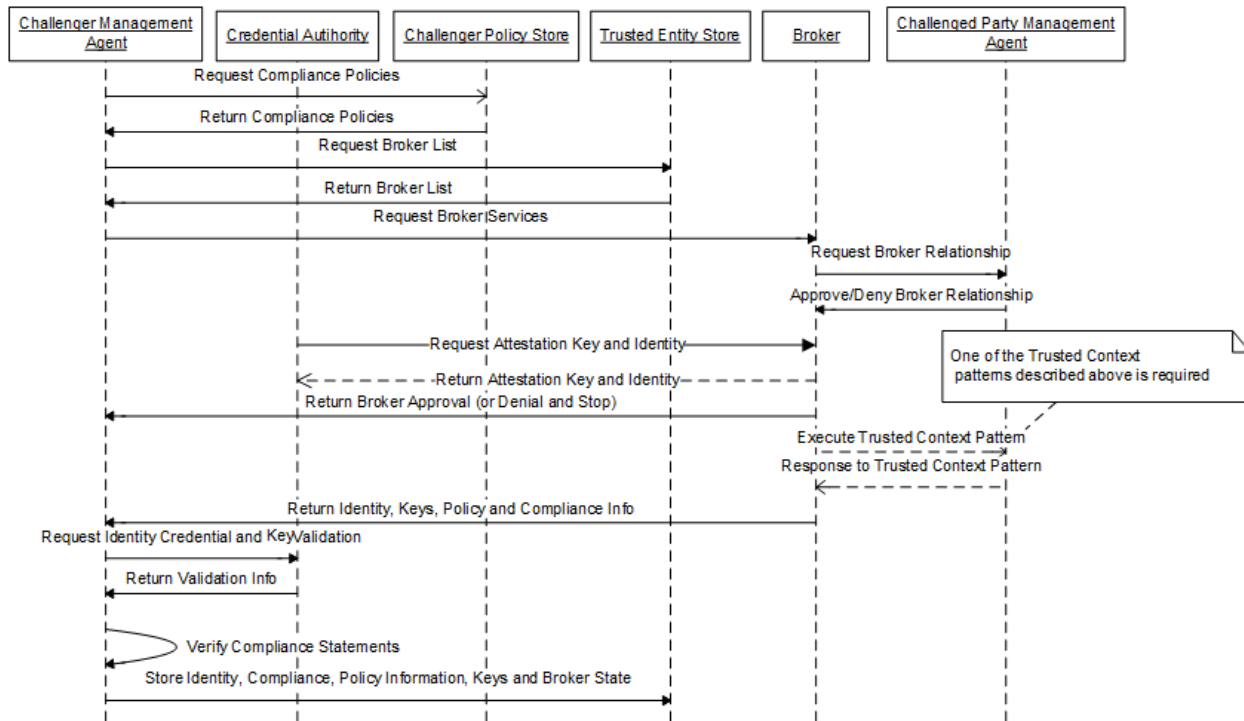 Challenger Management
Agent
Credential Autihority
Challenger Policy Store
Trusted Entity Store
Broker
Challenged Party Management
Agent
Request Compliance Policies
Return Compliance Policies
Request Broker List
Return Broker List
Request Broker Services
Request Broker Relationship
Approve/Deny Broker Relationship
Request Attestation Key and Identity
One of the Trusted Context
patterns described above is required
Return Attestation Key and Identity
Return Broker Approval (or Denial and Stop)
Execute Trusted Context Pattern
Response to Trusted Context Pattern
Return Identity, Keys, Policy and Compliance Info
Request Identity Credential and Key Validation
Return Validation Info
Verify Compliance Statements
Store Identity, Compliance, Policy Information, Keys and Broker State